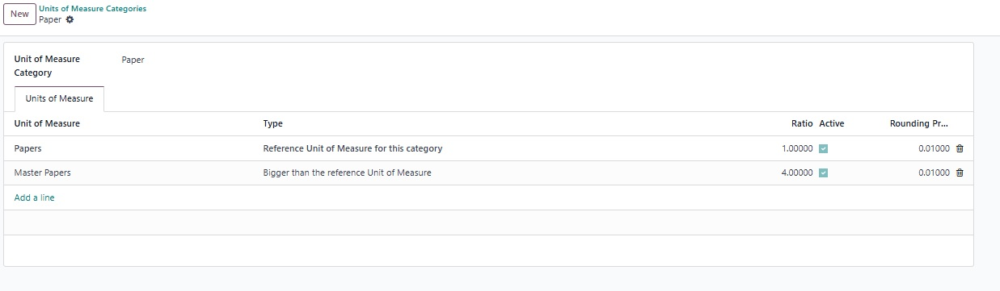 New
Units of Measure Categories
Paper
Unit of Measure
Category
Paper
Units of Measure
Unit of Measure Type Ratio Active Rounding Pr...
Papers Reference Unit of Measure for this category 1.00000 0.01000
Master Papers Bigger than the reference Unit of Measure 4.00000 0.01000
Add a line